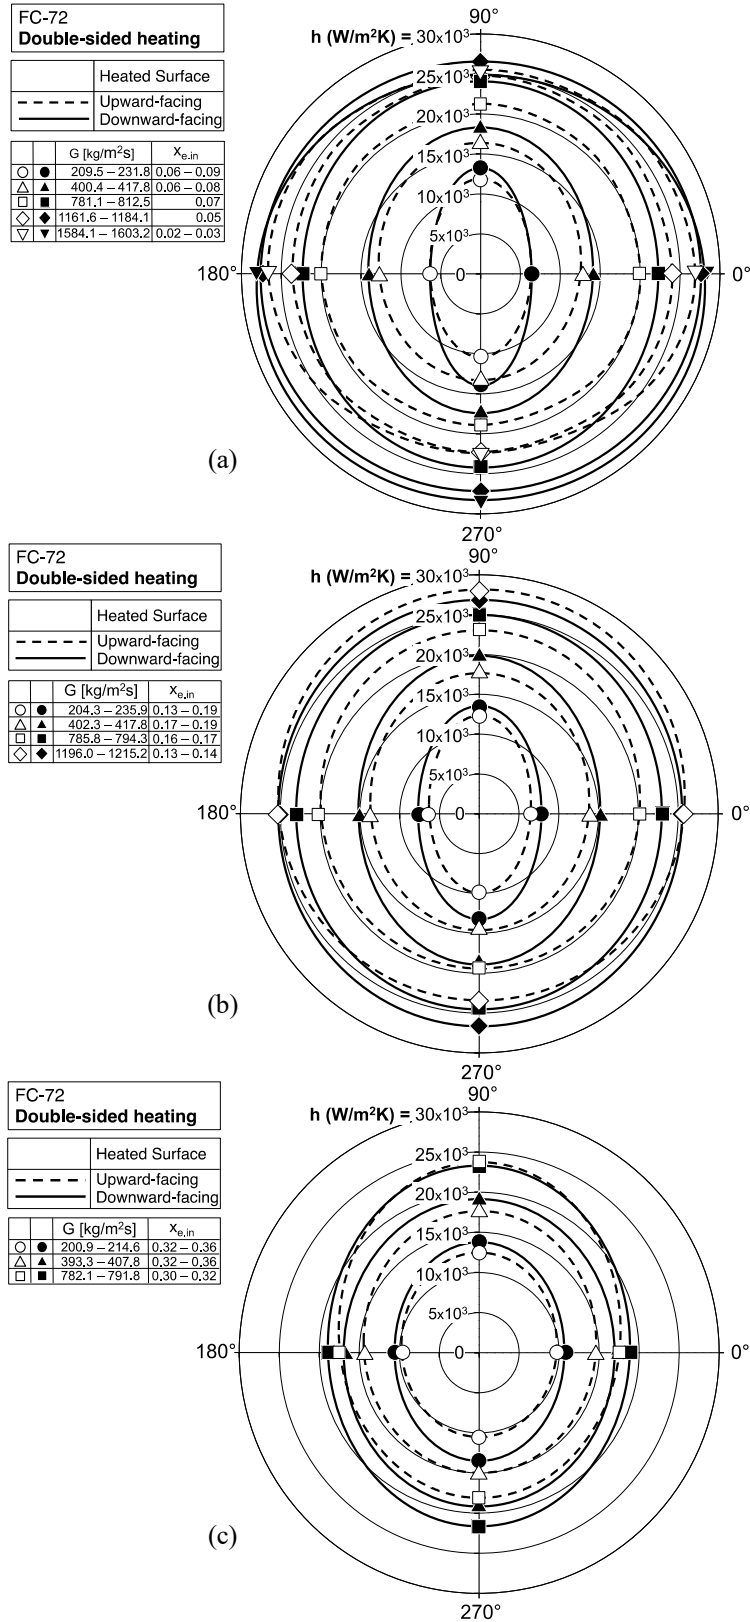 FC-72
Double-sided heating
Heated Surface
Upward-facing
Downward-facing
G [kg/m²s] xe.in
209.5 – 231.8 0.06 – 0.09
400.4 – 417.8 0.06 – 0.08
781.1 – 812.5 0.07
1161.6 – 1184.1 0.05
1584.1 – 1603.2 0.02 – 0.03
90°
h (W/m²K) = 30x10³
25x10³
20x10³
15x10³
10x10³
5x10³
180° 0 0°
270°
(a)
FC-72
Double-sided heating
Heated Surface
Upward-facing
Downward-facing
G [kg/m²s] xe,in
204.3 – 235.9 0.13 – 0.19
402.3 – 417.8 0.17 – 0.19
785.8 – 794.3 0.16 – 0.17
1196.0 – 1215.2 0.13 – 0.14
90°
h (W/m²K) = 30x10³
25x10³
20x10³
15x10³
10x10³
5x10³
180° 0 0°
270°
(b)
FC-72
Double-sided heating
Heated Surface
Upward-facing
Downward-facing
G [kg/m²s] xe,in
200.9 – 214.6 0.32 – 0.36
393.3 – 407.8 0.32 – 0.36
782.1 – 791.8 0.30 – 0.32
90°
h (W/m²K) = 30x10³
25x10³
20x10³
15x10³
10x10³
5x10³
180° 0 0°
270°
(c)